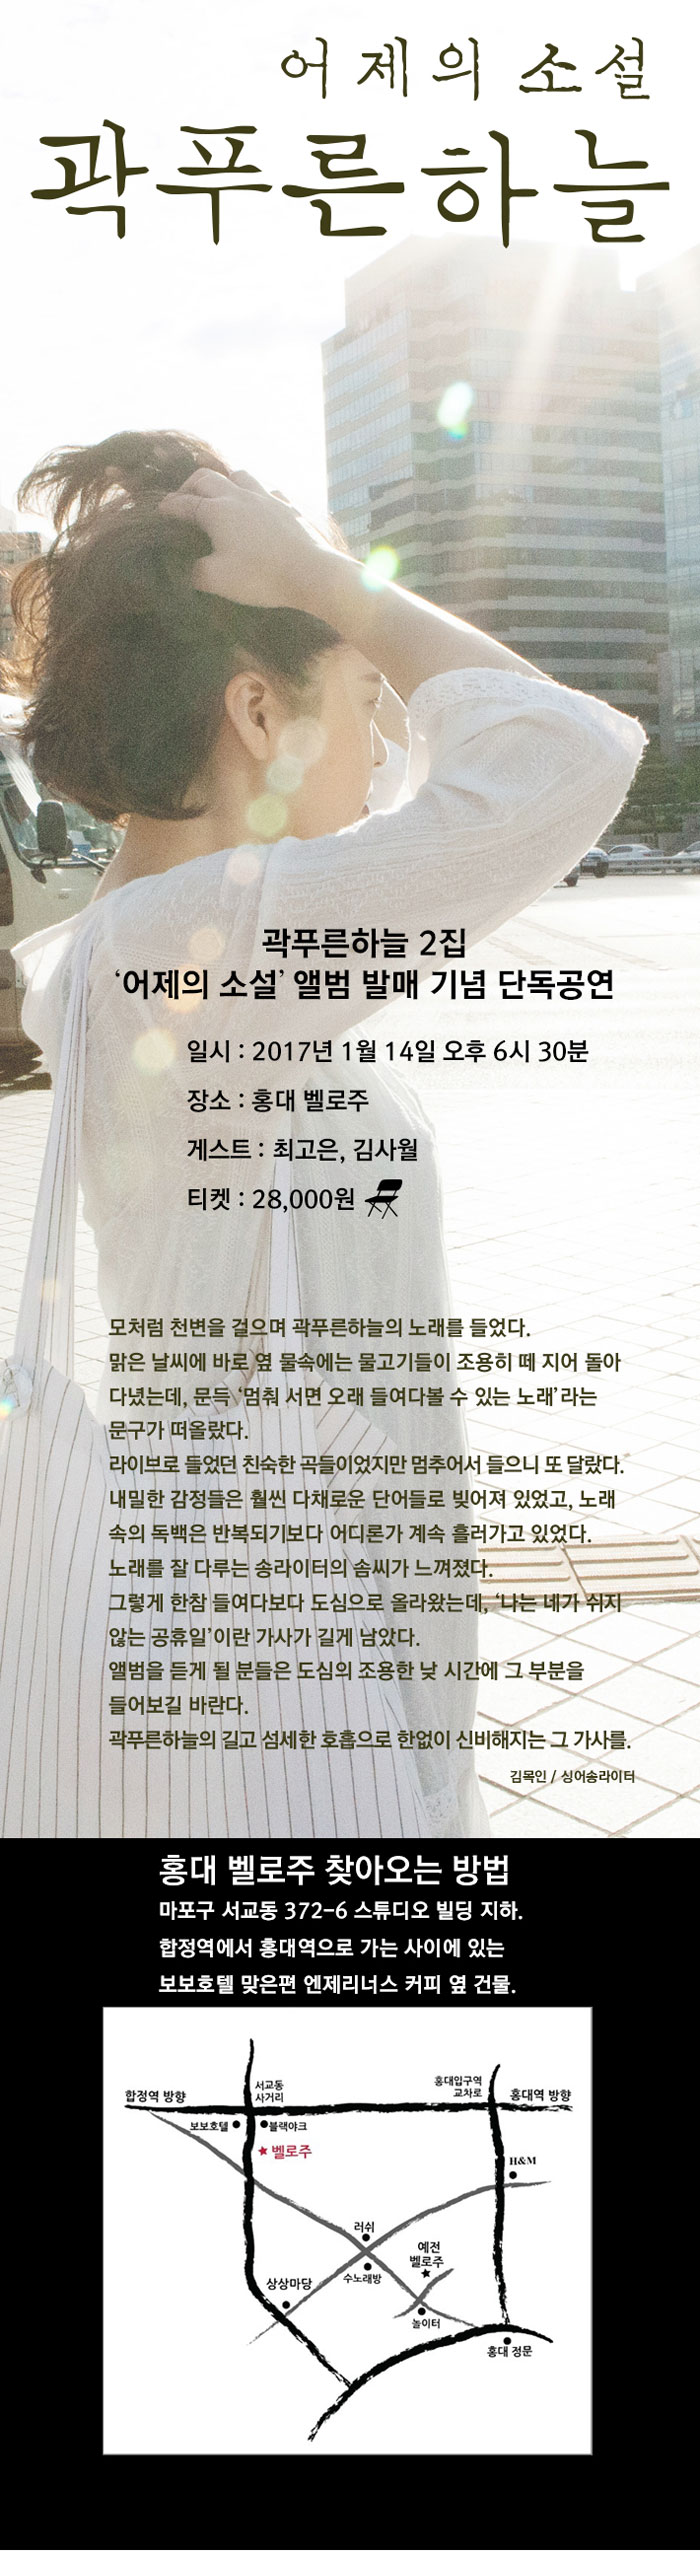 어제의 소설
곽푸른하늘
곽푸른하늘 2집
‘어제의 소설’ 앨범 발매 기념 단독공연
일시 : 2017년 1월 14일 오후 6시 30분
장소 : 홍대 벨로주
게스트 : 최고은, 김사월
티켓 : 28,000원
모처럼 천변을 걸으며 곽푸른하늘의 노래를 들었다.
맑은 날씨에 바로 옆 물속에는 물고기들이 조용히 떼 지어 돌아
다녔는데, 문득 ‘멈춰 서면 오래 들여다볼 수 있는 노래’라는
문구가 떠올랐다.
라이브로 들었던 친숙한 곡들이었지만 멈추어서 들으니 또 달랐다.
내밀한 감정들은 훨씬 다채로운 단어들로 빚어져 있었고, 노래
속의 독백은 반복되기보다 어디론가 계속 흘러가고 있었다.
노래를 잘 다루는 송라이터의 솜씨가 느껴졌다.
그렇게 한참 들여다보다 도심으로 올라왔는데, ‘나는 네가 쉬지
않는 공휴일’이란 가사가 길게 남았다.
앨범을 듣게 될 분들은 도심의 조용한 낮 시간에 그 부분을
들어보길 바란다.
곽푸른하늘의 길고 섬세한 호흡으로 한없이 신비해지는 그 가사를.
김목인 / 싱어송라이터
홍대 벨로주 찾아오는 방법
마포구 서교동 372-6 스튜디오 빌딩 지하.
합정역에서 홍대역으로 가는 사이에 있는
보보호텔 맞은편 엔제리너스 커피 옆 건물.
합정역 방향
서교동
사거리
홍대입구역
교차로
홍대역 방향
보보호텔
블랙야크
벨로주
H&M
러쉬
예전
벨로주
수노래방
상상마당
놀이터
홍대 정문